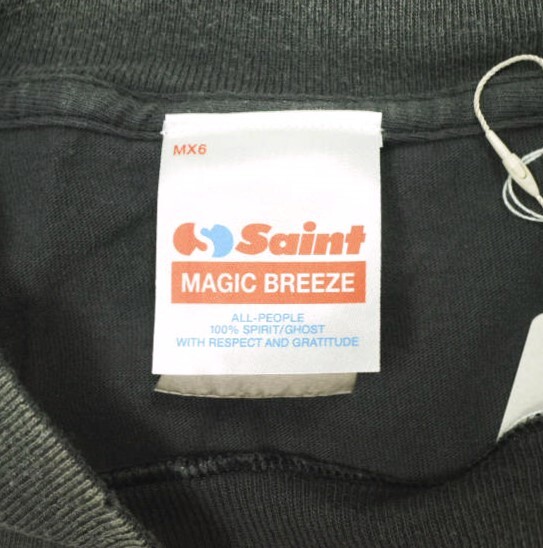 MX6
Saint
MAGIC BREEZE
ALL-PEOPLE
100% SPIRIT/GHOST
WITH RESPECT AND GRATITUDE